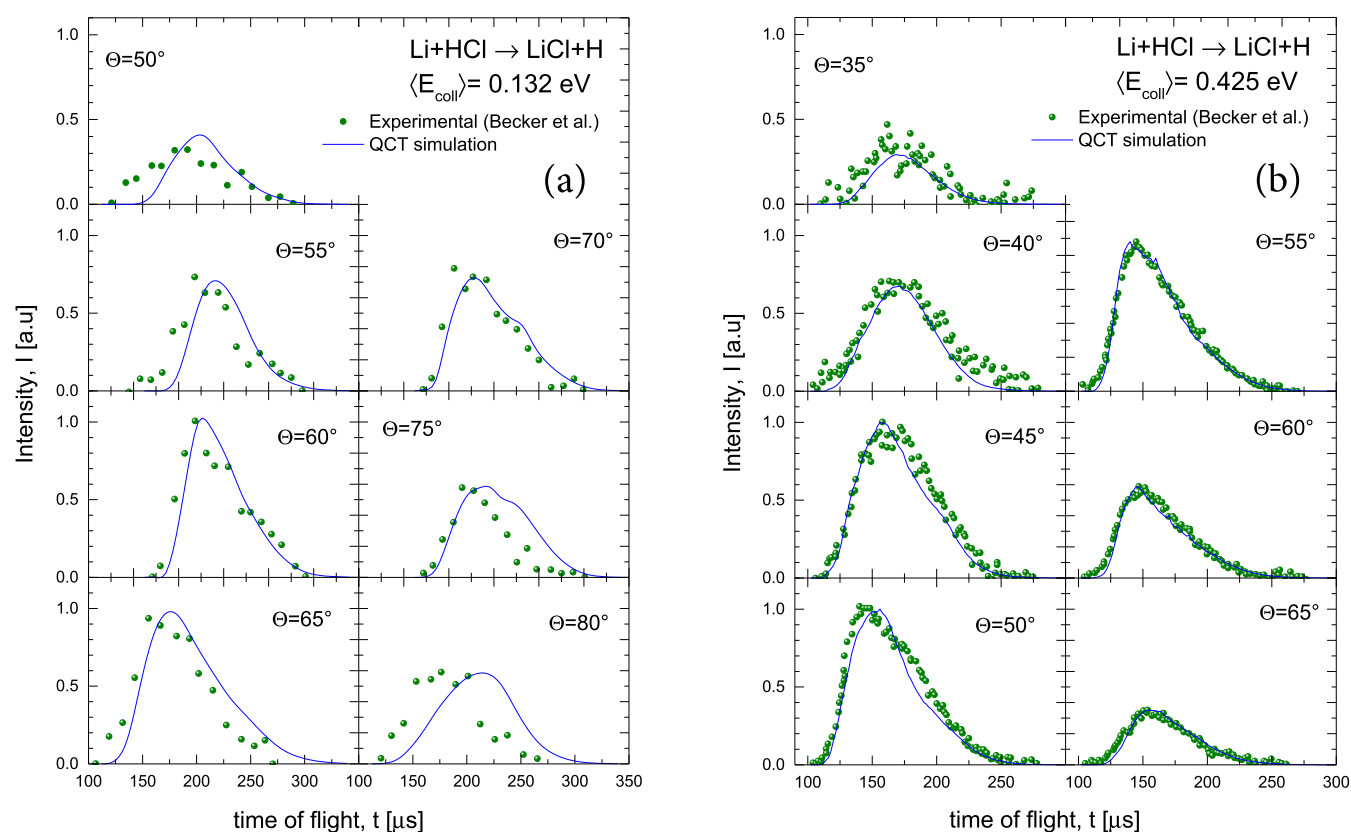 1.0
0.5
0.0
Θ=50°
Li+HCl → LiCl+H
⟨E_coll⟩= 0.132 eV
Experimental (Becker et al.)
QCT simulation
(a)
1.0
0.5
0.0
Θ=55°
Θ=70°
1.0
0.5
0.0
Θ=60°
Θ=75°
1.0
0.5
0.0
Θ=65°
Θ=80°
100 150 200 250 300 100 150 200 250 300 350
Intensity, I [a.u]
time of flight, t [μs]
1.0
0.5
0.0
Θ=35°
Li+HCl → LiCl+H
⟨E_coll⟩= 0.425 eV
Experimental (Becker et al.)
QCT simulation
(b)
1.0
0.5
0.0
Θ=40°
Θ=55°
1.0
0.5
0.0
Θ=45°
Θ=60°
1.0
0.5
0.0
Θ=50°
Θ=65°
100 150 200 250 100 150 200 250 300
Intensity, I [a.u]
time of flight, t [μs]